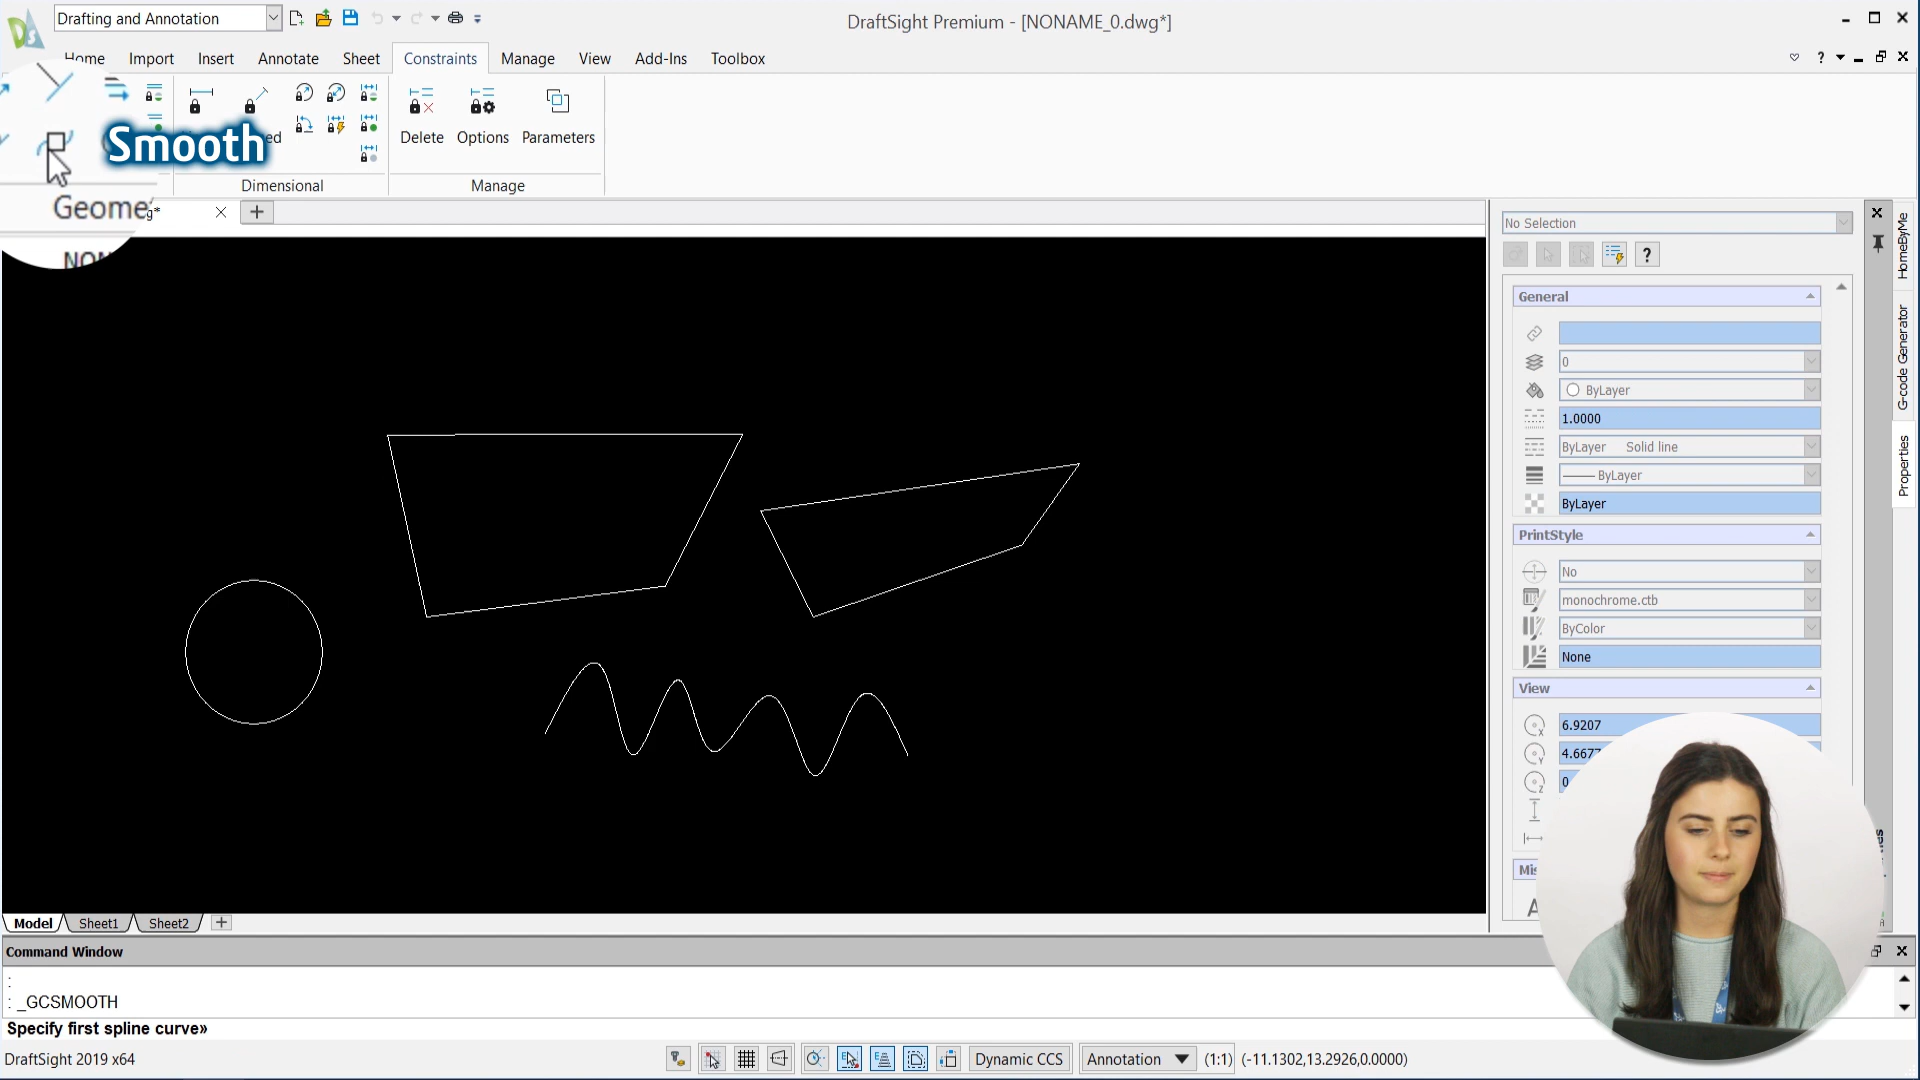 Drafting and Annotation
DraftSight Premium - [NONAME_0.dwg*]
Home Import Insert Annotate Sheet Constraints Manage View Add-Ins Toolbox
Smooth
Delete Options Parameters
Dimensional
Manage
No Selection
General
0
ByLayer
1.0000
ByLayer Solid line
ByLayer
ByLayer
PrintStyle
No
monochrome.ctb
ByColor
None
View
6.9207
HomeByMe
G-code Generator
Properties
Model Sheet1 Sheet2
Command Window
:
: _GCSMOOTH
Specify first spline curve»
DraftSight 2019 x64
Dynamic CCS
Annotation
(1:1)
(-11.1302,13.2926,0.0000)